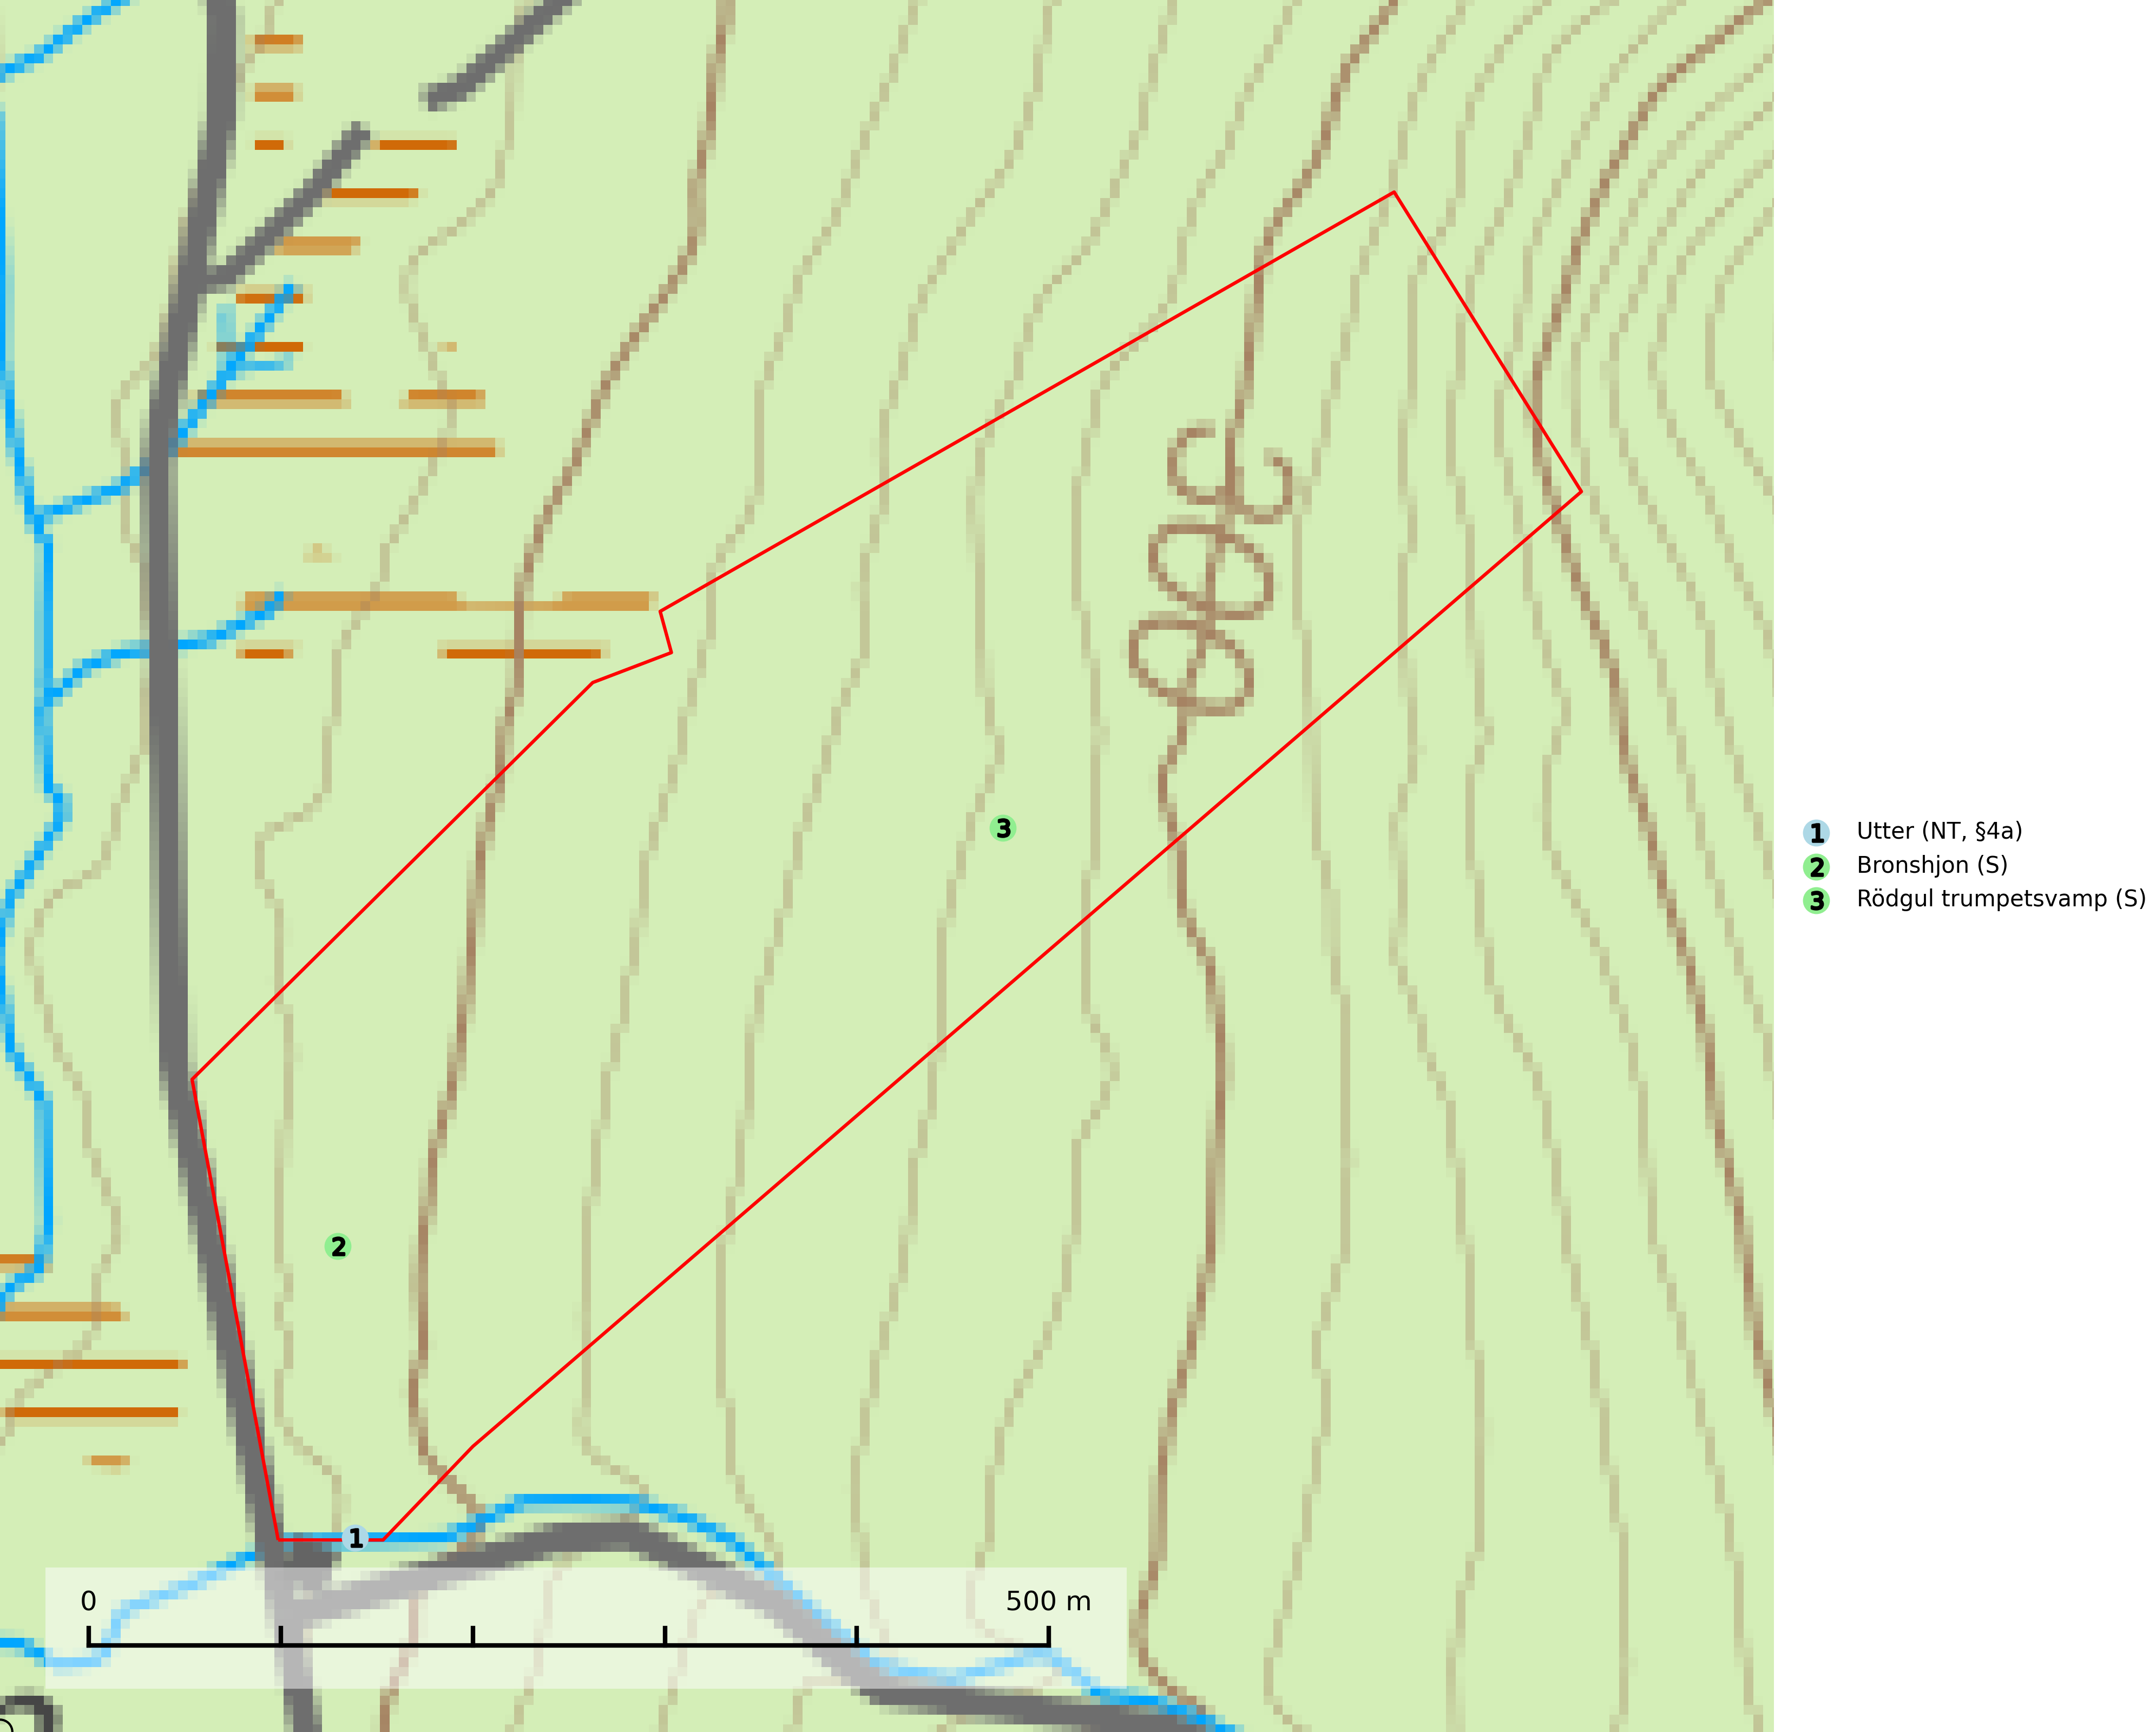 3
2
1
0
500 m
1 Utter (NT, §4a)
2 Bronshjon (S)
3 Rödgul trumpetsvamp (S)